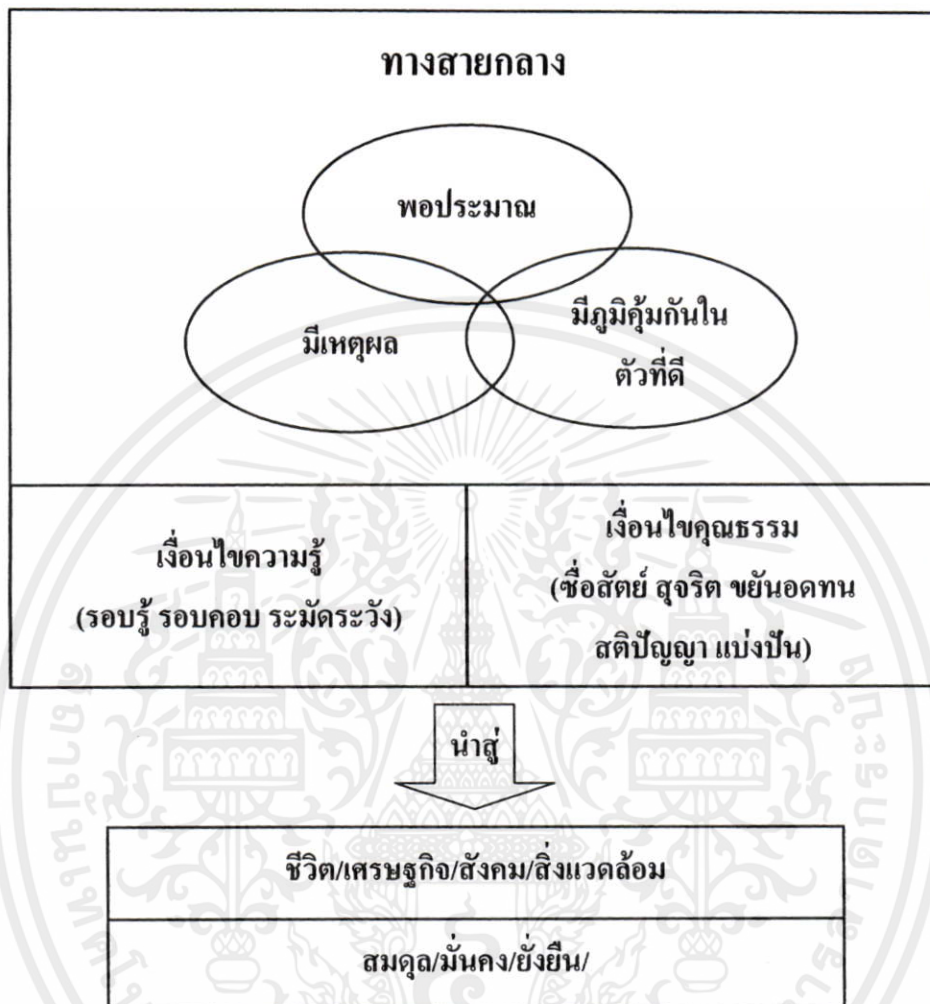 ทางสายกลาง
พอประมาณ
มีเหตุผล
มีภูมิคุ้มกันใน
ตัวที่ดี
เงื่อนไขความรู้
(รอบรู้ รอบคอบ ระมัดระวัง)
เงื่อนไขคุณธรรม
(ซื่อสัตย์ สุจริต ขยันอดทน
สติปัญญา แบ่งปัน)
นำสู่
ชีวิต/เศรษฐกิจ/สังคม/สิ่งแวดล้อม
สมดุล/มั่นคง/ยั่งยืน/